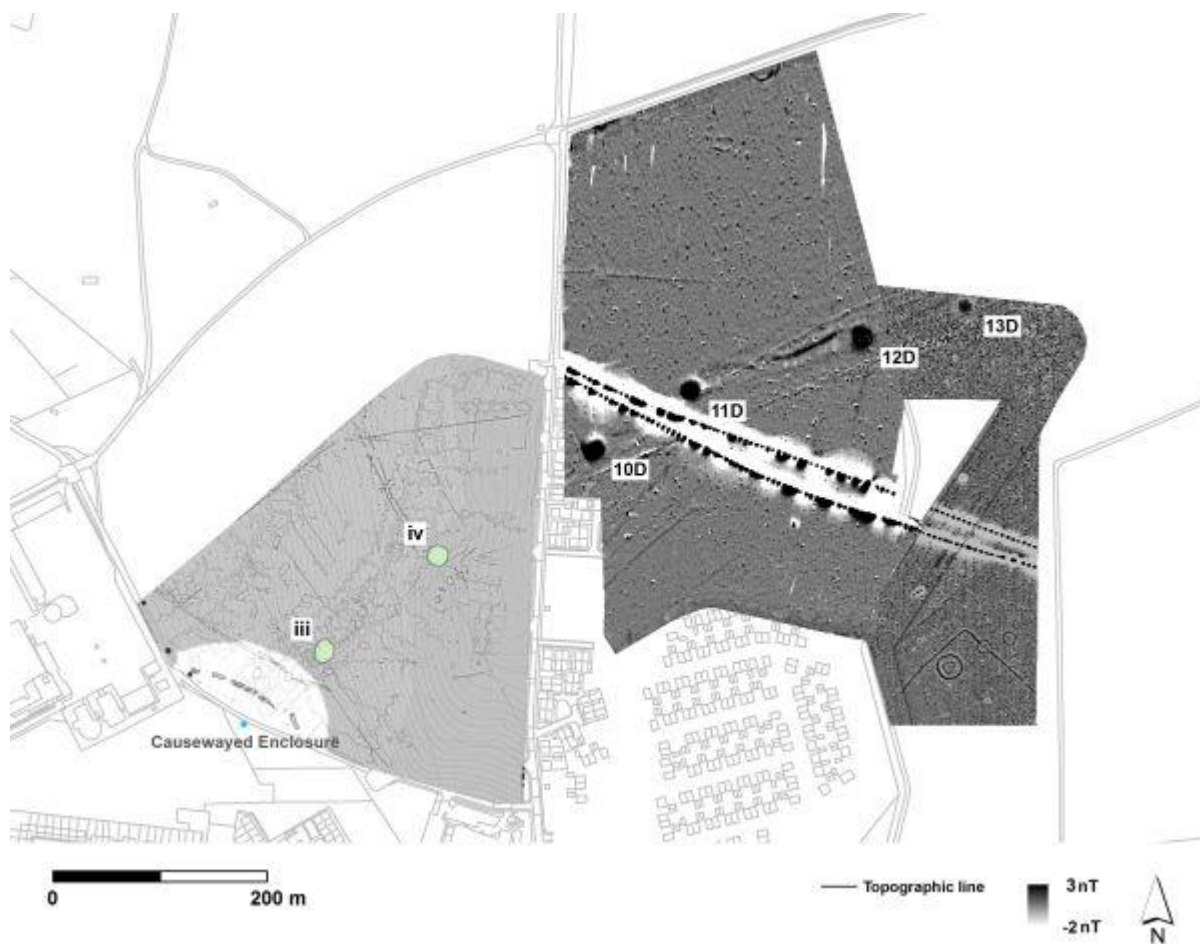 13D
12D
11D
10D
iv
iii
Causewayed Enclosure
0
200 m
Topographic line
3 nT
-2 nT
N